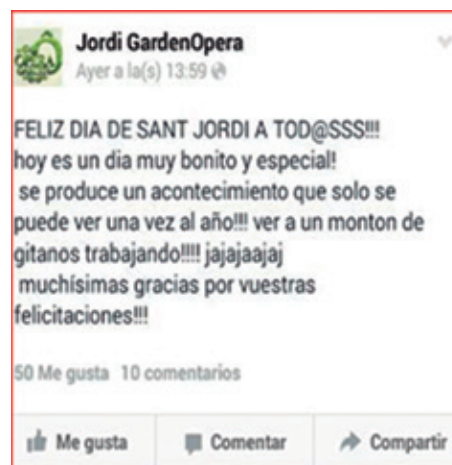 Jordi GardenOpera
Ayer a la(s) 13:59
FELIZ DIA DE SANT JORDI A TOD@SSS!!!
hoy es un dia muy bonito y especial!
se produce un acontecimiento que solo se
puede ver una vez al año!!! ver a un monton de
gitanos trabajando!!!! jajajaajaj
muchísimas gracias por vuestras
felicitaciones!!!
50 Me gusta 10 comentarios
Me gusta Comentar Compartir